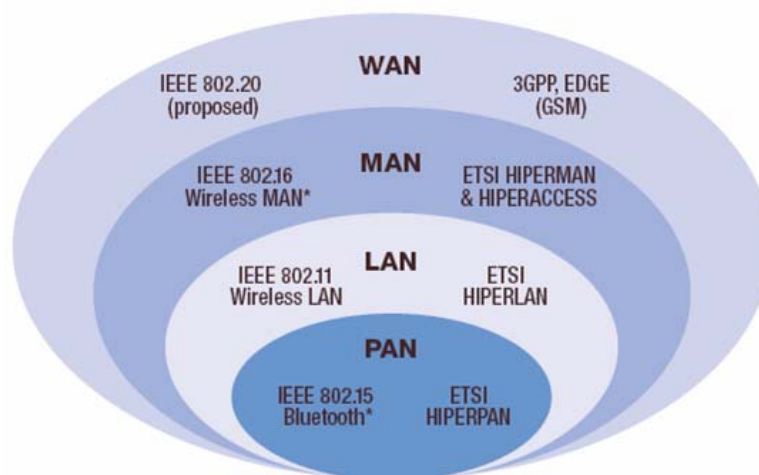 WAN
IEEE 802.20
(proposed)
3GPP, EDGE
(GSM)
MAN
IEEE 802.16
Wireless MAN*
ETSI HIPERMAN
& HIPERACCESS
LAN
IEEE 802.11
Wireless LAN
ETSI
HIPERLAN
PAN
IEEE 802.15
Bluetooth*
ETSI
HIPERPAN